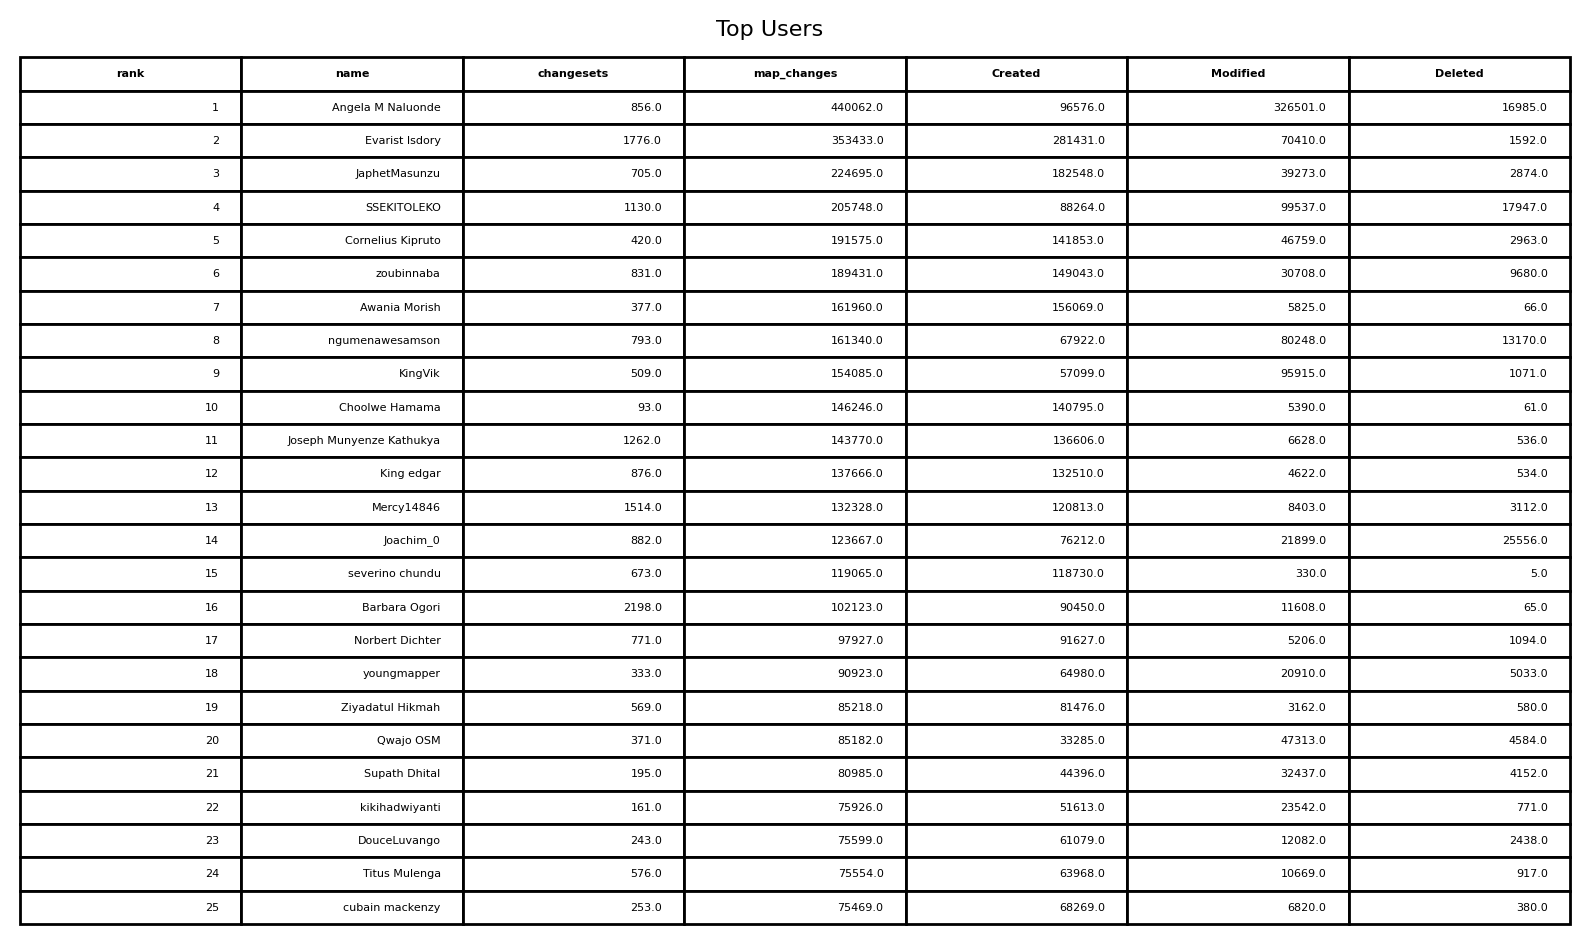 Top Users
rank name changesets map_changes Created Modified Deleted
1 Angela M Naluonde 856.0 440062.0 96576.0 326501.0 16985.0
2 Evarist Isdory 1776.0 353433.0 281431.0 70410.0 1592.0
3 JaphetMasunzu 705.0 224695.0 182548.0 39273.0 2874.0
4 SSEKITOLEKO 1130.0 205748.0 88264.0 99537.0 17947.0
5 Cornelius Kipruto 420.0 191575.0 141853.0 46759.0 2963.0
6 zoubinnaba 831.0 189431.0 149043.0 30708.0 9680.0
7 Awania Morish 377.0 161960.0 156069.0 5825.0 66.0
8 ngumenawesamson 793.0 161340.0 67922.0 80248.0 13170.0
9 KingVik 509.0 154085.0 57099.0 95915.0 1071.0
10 Choolwe Hamama 93.0 146246.0 140795.0 5390.0 61.0
11 Joseph Munyenze Kathukya 1262.0 143770.0 136606.0 6628.0 536.0
12 King edgar 876.0 137666.0 132510.0 4622.0 534.0
13 Mercy14846 1514.0 132328.0 120813.0 8403.0 3112.0
14 Joachim_0 882.0 123667.0 76212.0 21899.0 25556.0
15 severino chundu 673.0 119065.0 118730.0 330.0 5.0
16 Barbara Ogori 2198.0 102123.0 90450.0 11608.0 65.0
17 Norbert Dichter 771.0 97927.0 91627.0 5206.0 1094.0
18 youngmapper 333.0 90923.0 64980.0 20910.0 5033.0
19 Ziyadatul Hikmah 569.0 85218.0 81476.0 3162.0 580.0
20 Qwajo OSM 371.0 85182.0 33285.0 47313.0 4584.0
21 Supath Dhital 195.0 80985.0 44396.0 32437.0 4152.0
22 kikihadwiyanti 161.0 75926.0 51613.0 23542.0 771.0
23 DouceLuvango 243.0 75599.0 61079.0 12082.0 2438.0
24 Titus Mulenga 576.0 75554.0 63968.0 10669.0 917.0
25 cubain mackenzy 253.0 75469.0 68269.0 6820.0 380.0